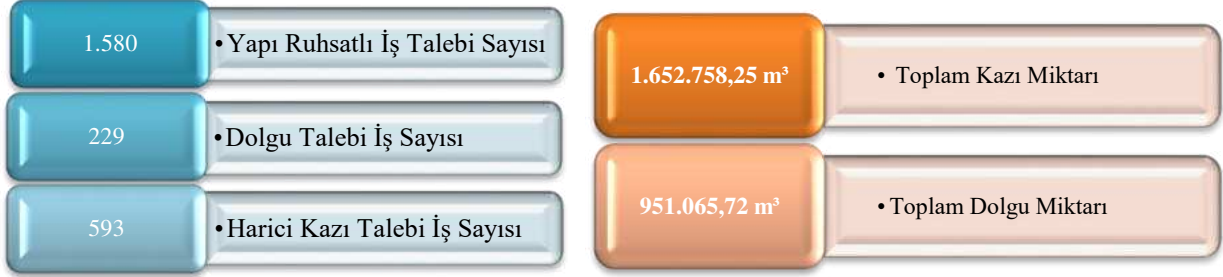 1.580
•Yapı Ruhsatlı İş Talebi Sayısı
229
•Dolgu Talebi İş Sayısı
593
•Harici Kazı Talebi İş Sayısı
1.652.758,25 m³
• Toplam Kazı Miktarı
951.065,72 m³
•Toplam Dolgu Miktarı